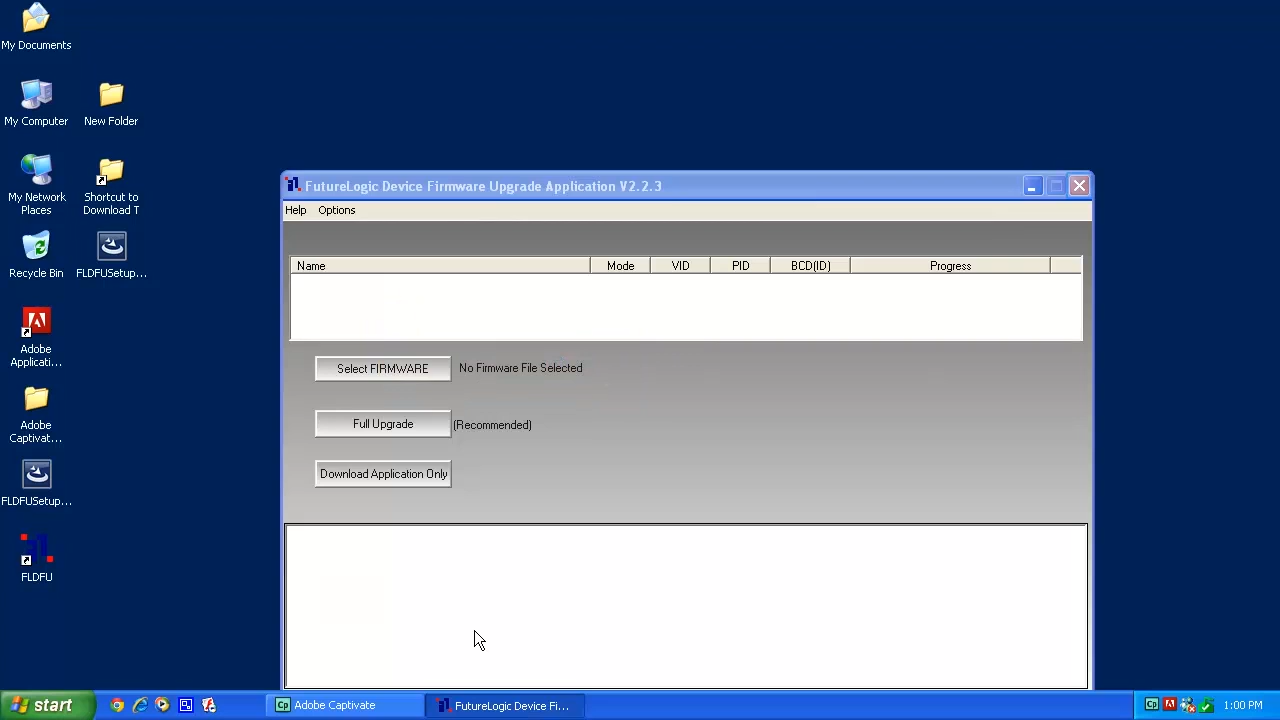 My Documents
My Computer
New Folder
My Network
Places
Shortcut to
Download T
Recycle Bin
FLDFUSetup...
Adobe
Applicati...
Adobe
Captivat...
FLDFUSetup...
FLDFU
FutureLogic Device Firmware Upgrade Application V2.2.3
Help Options
Name Mode VID PID BCD(ID) Progress
Select FIRMWARE No Firmware File Selected
Full Upgrade (Recommended)
Download Application Only
start Cp Adobe Captivate FutureLogic Device Fi... Cp 1:00 PM